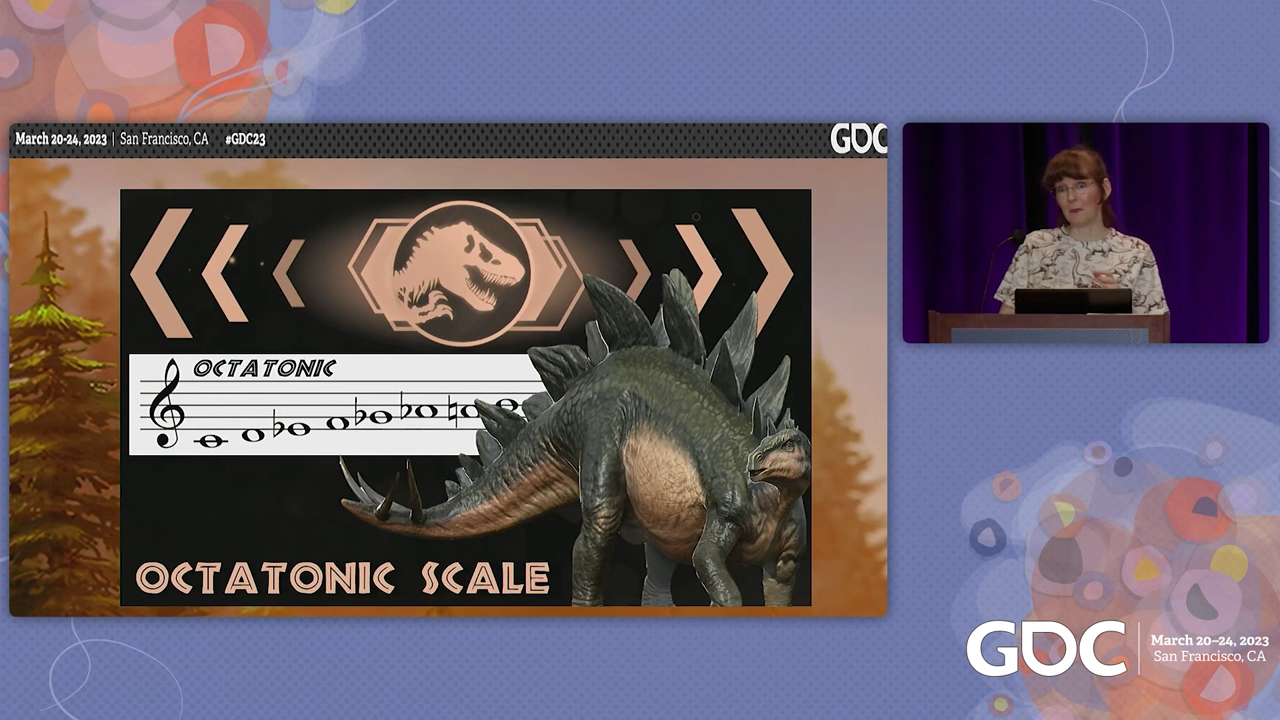 March 20-24, 2023 | San Francisco, CA #GDC23
GDC
OCTATONIC
OCTATONIC SCALE
GDC
March 20–24, 2023
San Francisco, CA